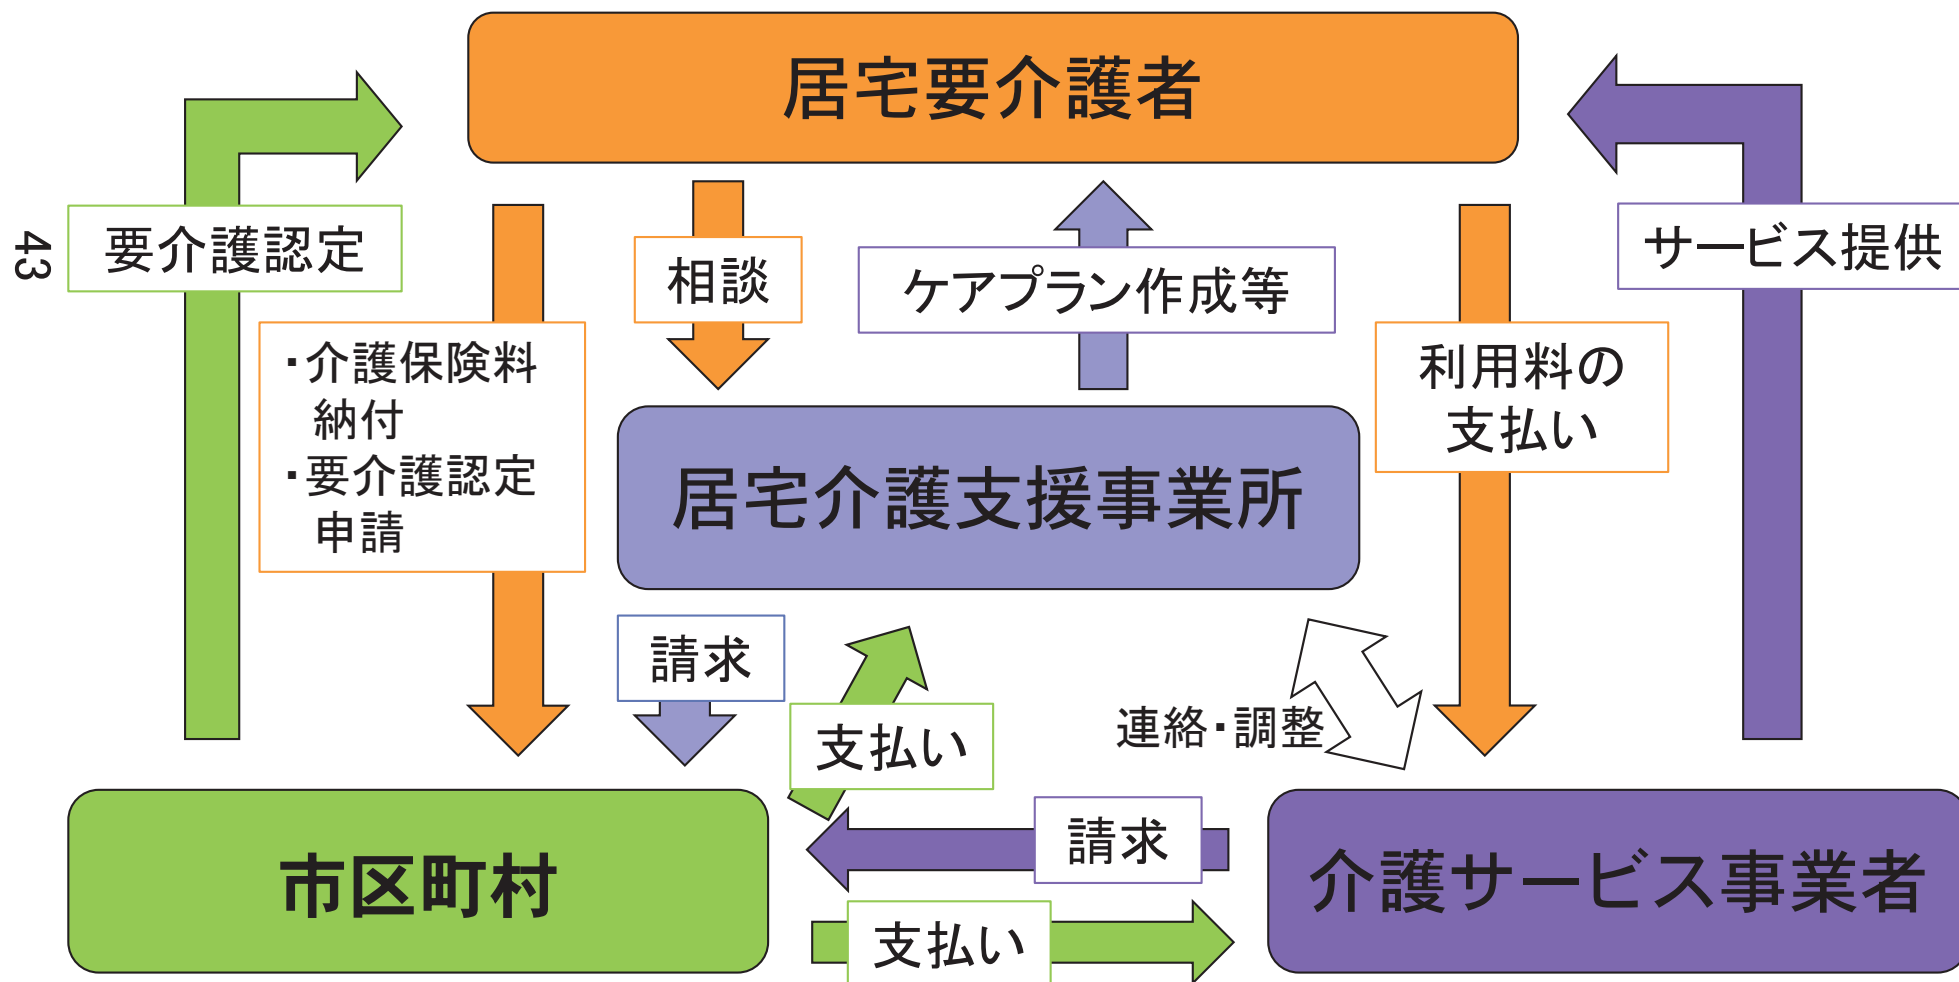 居宅要介護者
43
要介護認定
相談
ケアプラン作成等
サービス提供
・介護保険料
納付
・要介護認定
申請
利用料の
支払い
居宅介護支援事業所
請求
支払い
連絡・調整
請求
市区町村
介護サービス事業者
支払い